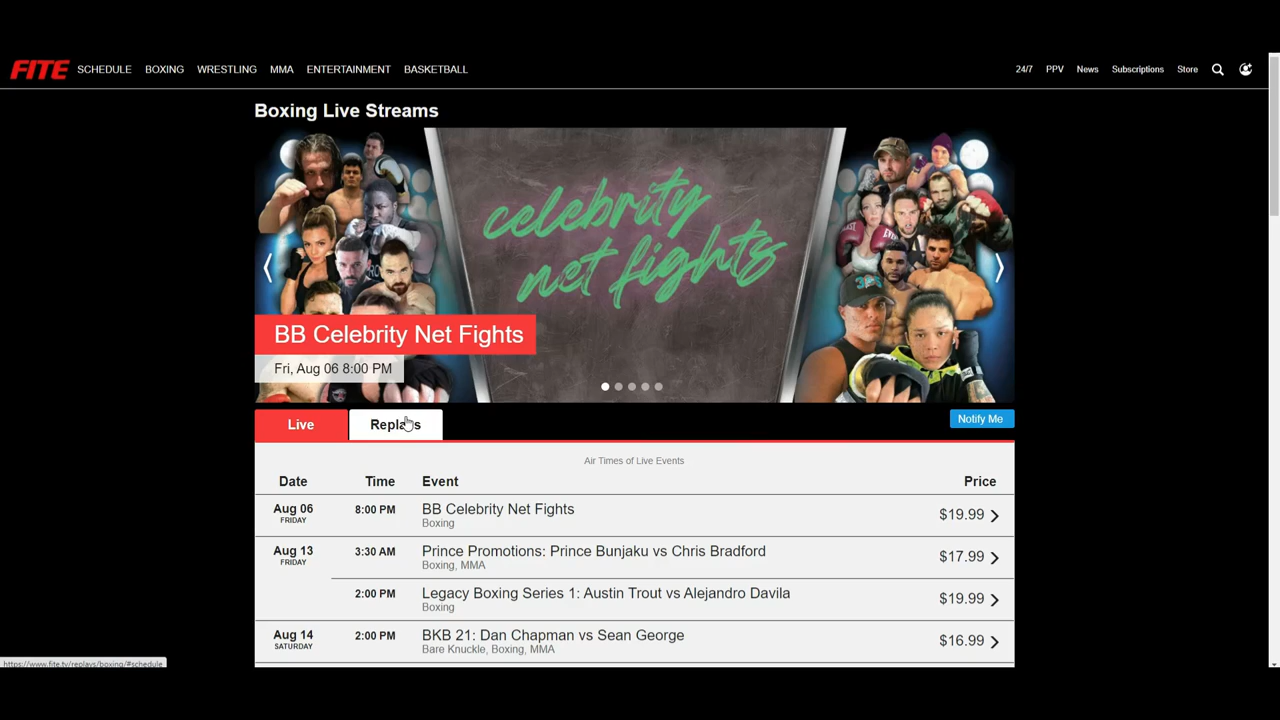 FITE SCHEDULE BOXING WRESTLING MMA ENTERTAINMENT BASKETBALL 24/7 PPV News Subscriptions Store
Boxing Live Streams
celebrity
net fights
BB Celebrity Net Fights
Fri, Aug 06 8:00 PM
Live Replays Notify Me
Air Times of Live Events
Date Time Event Price
Aug 06 8:00 PM BB Celebrity Net Fights $19.99
FRIDAY Boxing
Aug 13 3:30 AM Prince Promotions: Prince Bunjaku vs Chris Bradford $17.99
FRIDAY Boxing, MMA
2:00 PM Legacy Boxing Series 1: Austin Trout vs Alejandro Davila $19.99
Boxing
Aug 14 2:00 PM BKB 21: Dan Chapman vs Sean George $16.99
SATURDAY Bare Knuckle, Boxing, MMA
https://www.fite.tv/replays/boxing/#schedule